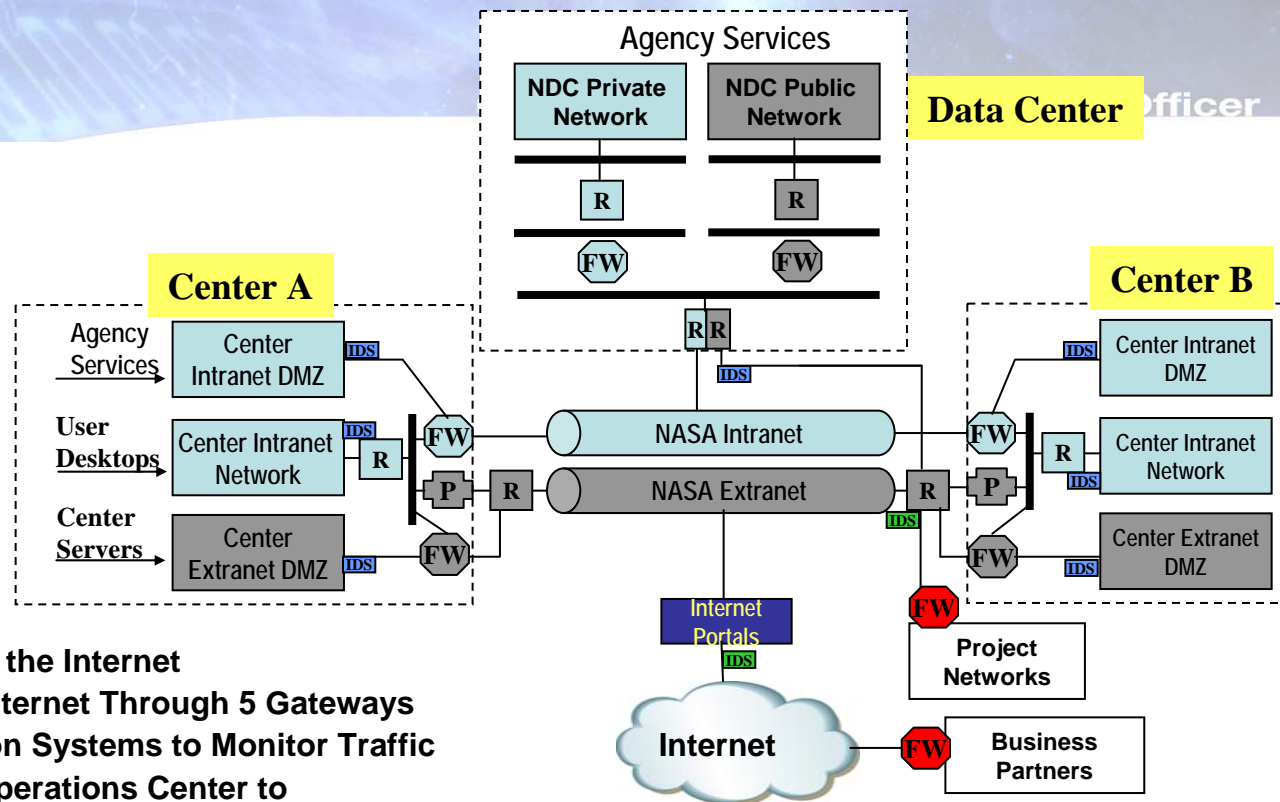 Agency Services
NDC Private
Network
NDC Public
Network
Data Center
Officer
R
R
FW
FW
R
R
IDS
Center A
Agency
Services
Center
Intranet DMZ
IDS
User
Desktops
Center Intranet
Network
IDS
R
FW
P
R
Center
Servers
Center
Extranet DMZ
IDS
FW
NASA Intranet
NASA Extranet
Center B
IDS
Center Intranet
DMZ
FW
R
IDS
Center Intranet
Network
R
P
IDS
FW
IDS
Center Extranet
DMZ
Internet
Portals
IDS
FW
Project
Networks
the Internet
ternet Through 5 Gateways
on Systems to Monitor Traffic
perations Center to
Internet
FW
Business
Partners